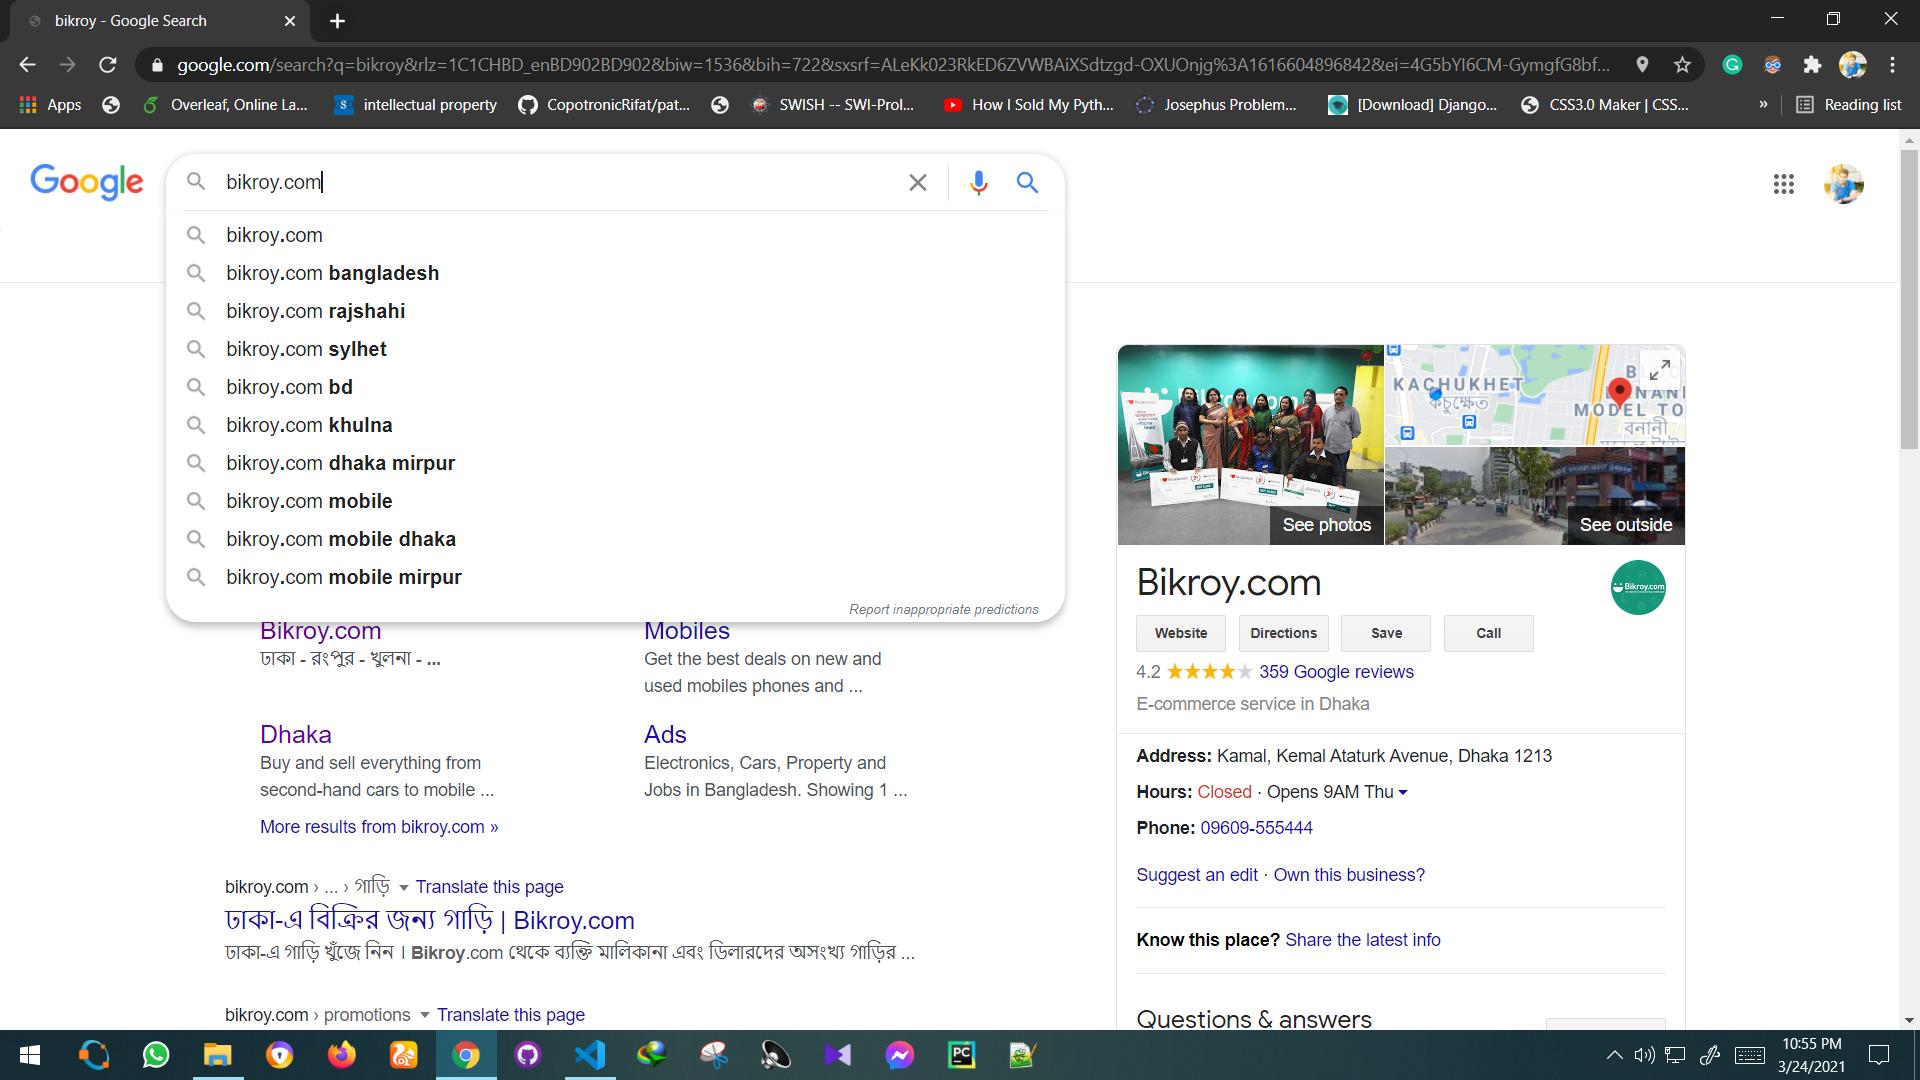 bikroy - Google Search
google.com/search?q=bikroy&rlz=1C1CHBD_enBD902BD902&biw=1536&bih=722&sxsrf=ALeKk023RkED6ZVWBAiXSdtzgd-OXUOnjg%3A1616604896842&ei=4G5bYI6CM-GymgfG8bf...
Apps
Overleaf, Online La...
intellectual property
CopotronicRifat/pat...
SWISH -- SWI-Prol...
How I Sold My Pyth...
Josephus Problem...
[Download] Django...
CSS3.0 Maker | CSS...
»
Reading list
Google
bikroy.com
bikroy.com
bikroy.com bangladesh
bikroy.com rajshahi
bikroy.com sylhet
bikroy.com bd
bikroy.com khulna
bikroy.com dhaka mirpur
bikroy.com mobile
bikroy.com mobile dhaka
bikroy.com mobile mirpur
Report inappropriate predictions
Bikroy.com
ঢাকা - রংপুর - খুলনা - ...
Mobiles
Get the best deals on new and
used mobiles phones and ...
Dhaka
Buy and sell everything from
second-hand cars to mobile ...
Ads
Electronics, Cars, Property and
Jobs in Bangladesh. Showing 1 ...
More results from bikroy.com »
bikroy.com › ... › গাড়ি Translate this page
ঢাকা-এ বিক্রির জন্য গাড়ি | Bikroy.com
ঢাকা-এ গাড়ি খুঁজে নিন । Bikroy.com থেকে ব্যক্তি মালিকানা এবং ডিলারদের অসংখ্য গাড়ির ...
bikroy.com › promotions Translate this page
KACHUKHET
কচুক্ষেত
MODEL TO
বনানী
See photos
See outside
Bikroy.com
Bikroy.com
Website
Directions
Save
Call
4.2 359 Google reviews
E-commerce service in Dhaka
Address: Kamal, Kemal Ataturk Avenue, Dhaka 1213
Hours: Closed · Opens 9AM Thu
Phone: 09609-555444
Suggest an edit · Own this business?
Know this place? Share the latest info
Questions & answers
PC
10:55 PM
3/24/2021